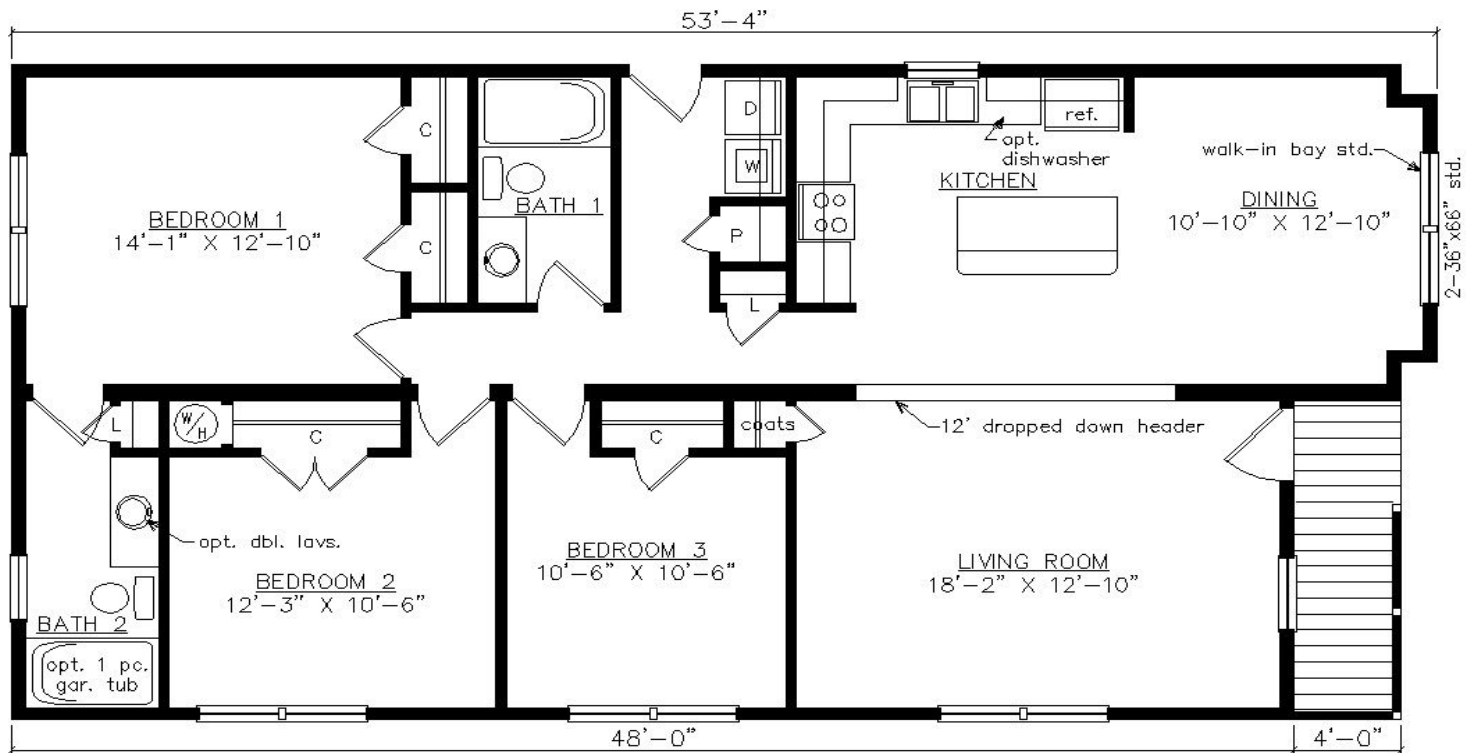 53'-4"
D
C
ref.
opt.
dishwasher
walk-in bay std.
W
KITCHEN
BATH 1
BEDROOM 1
14'-1" X 12'-10"
DINING
10'-10" X 12'-10"
2-36"x66" std.
C
P
L
L
W/H
C
C
coats
12' dropped down header
opt. dbl. lavs.
BEDROOM 2
12'-3" X 10'-6"
BEDROOM 3
10'-6" X 10'-6"
LIVING ROOM
18'-2" X 12'-10"
BATH 2
opt. 1 pc.
gar. tub
48'-0"
4'-0"